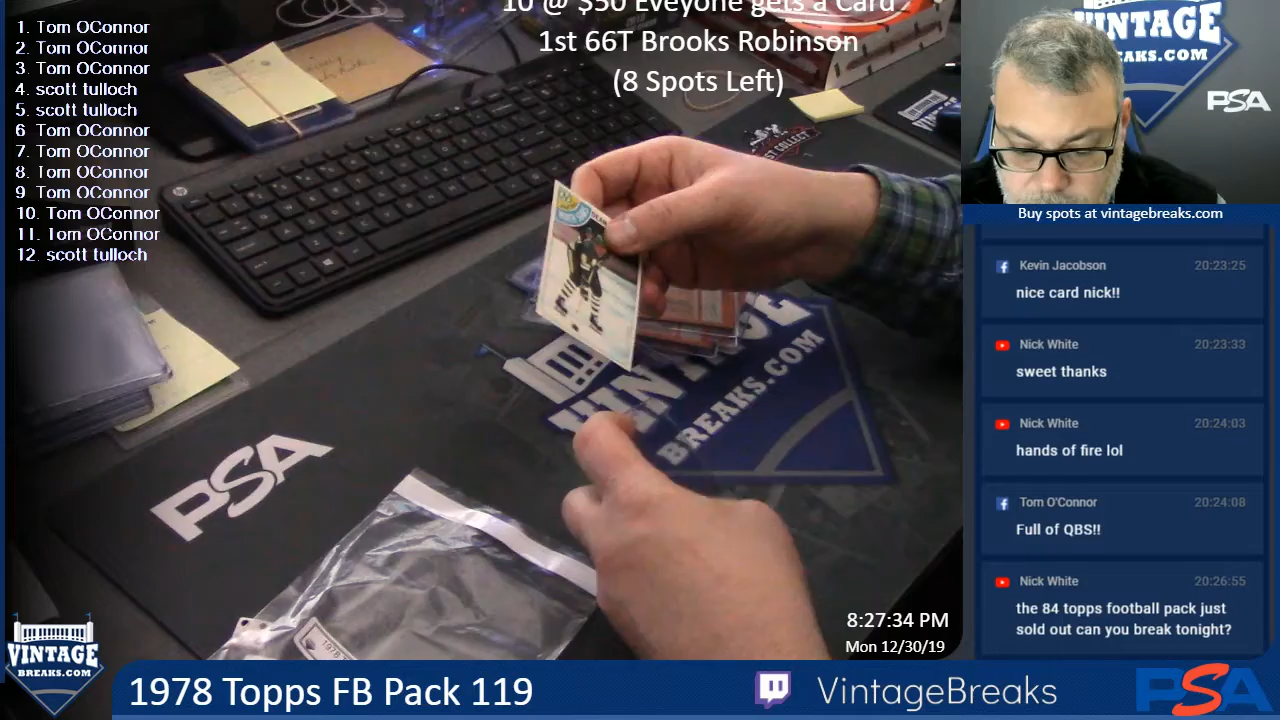 1. Tom OConnor
2. Tom OConnor
3. Tom OConnor
4. scott tulloch
5. scott tulloch
6 Tom OConnor
7. Tom OConnor
8. Tom OConnor
9 Tom OConnor
10. Tom OConnor
11. Tom OConnor
12. scott tulloch
10 @ $50 Eveyone gets a Card
1st 66T Brooks Robinson
(8 Spots Left)
VINTAGE
BREAKS.COM
PSA
Buy spots at vintagebreaks.com
Kevin Jacobson 20:23:25
nice card nick!!
Nick White 20:23:33
sweet thanks
Nick White 20:24:03
hands of fire lol
Tom O'Connor 20:24:08
Full of QBS!!
Nick White 20:26:55
the 84 topps football pack just
sold out can you break tonight?
hp
VINTAGE
BREAKS.COM
PSA
1978
8:27:34 PM
Mon 12/30/19
VINTAGE
BREAKS.COM
1978 Topps FB Pack 119
VintageBreaks
PSA